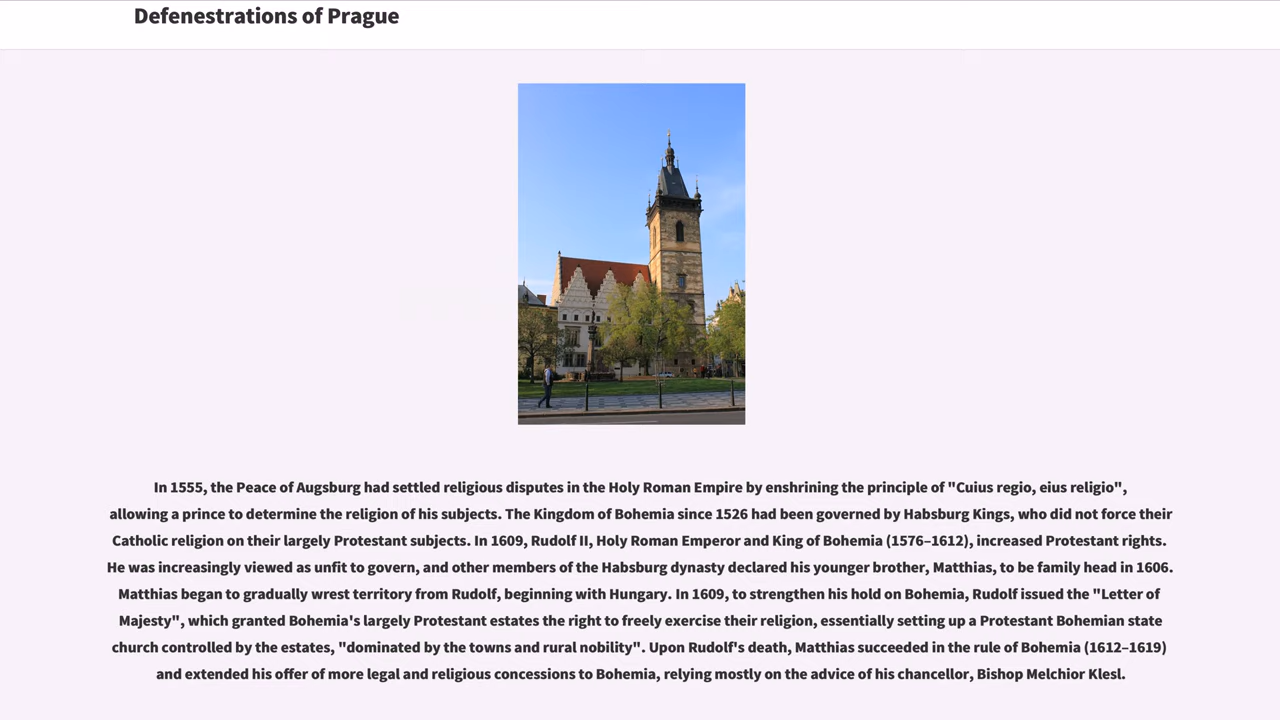 Defenestrations of Prague
In 1555, the Peace of Augsburg had settled religious disputes in the Holy Roman Empire by enshrining the principle of "Cuius regio, eius religio",
allowing a prince to determine the religion of his subjects. The Kingdom of Bohemia since 1526 had been governed by Habsburg Kings, who did not force their
Catholic religion on their largely Protestant subjects. In 1609, Rudolf II, Holy Roman Emperor and King of Bohemia (1576–1612), increased Protestant rights.
He was increasingly viewed as unfit to govern, and other members of the Habsburg dynasty declared his younger brother, Matthias, to be family head in 1606.
Matthias began to gradually wrest territory from Rudolf, beginning with Hungary. In 1609, to strengthen his hold on Bohemia, Rudolf issued the "Letter of
Majesty", which granted Bohemia's largely Protestant estates the right to freely exercise their religion, essentially setting up a Protestant Bohemian state
church controlled by the estates, "dominated by the towns and rural nobility". Upon Rudolf's death, Matthias succeeded in the rule of Bohemia (1612–1619)
and extended his offer of more legal and religious concessions to Bohemia, relying mostly on the advice of his chancellor, Bishop Melchior Klesl.